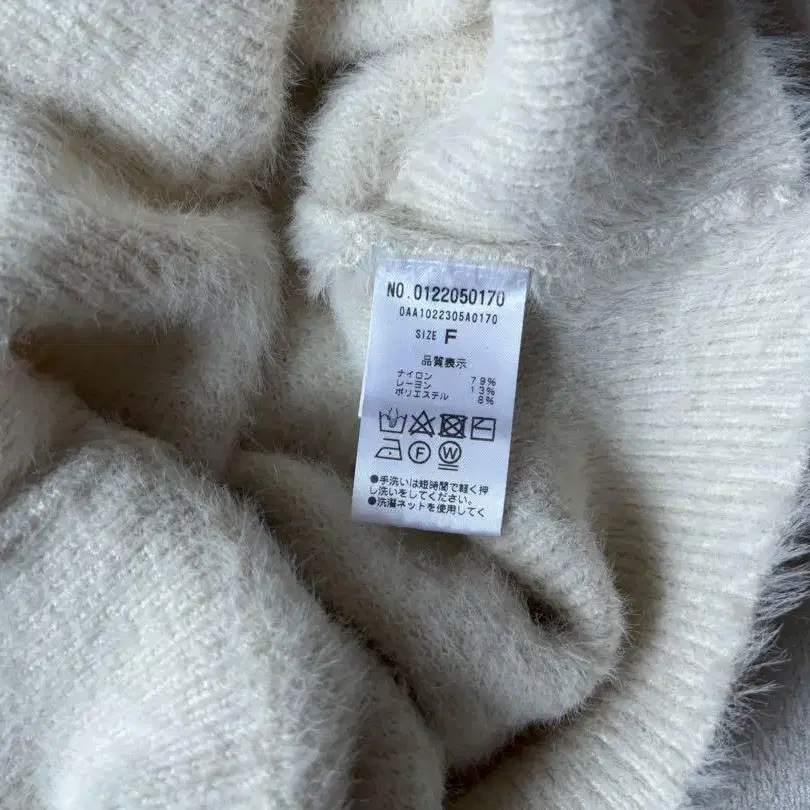 NO.0122050170
0AA1022305A0170
SIZE F
品質表示
ナイロン 79%
レーヨン 13%
ポリエステル 8%
F W
●手洗いは短時間で軽く押
し洗いをしてください。
●洗濯ネットを使用してく